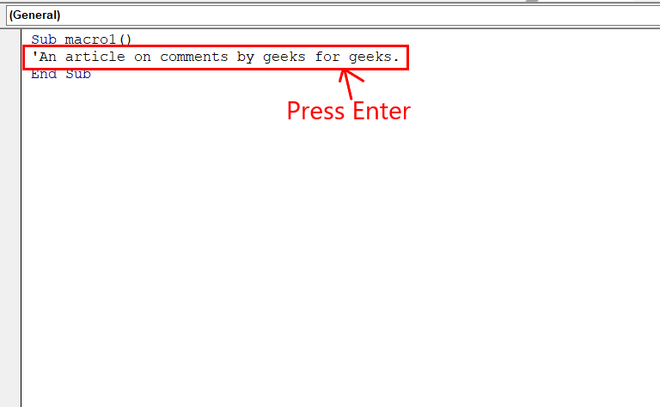 (General)
Sub macro1()
'An article on comments by geeks for geeks.
End Sub
Press Enter